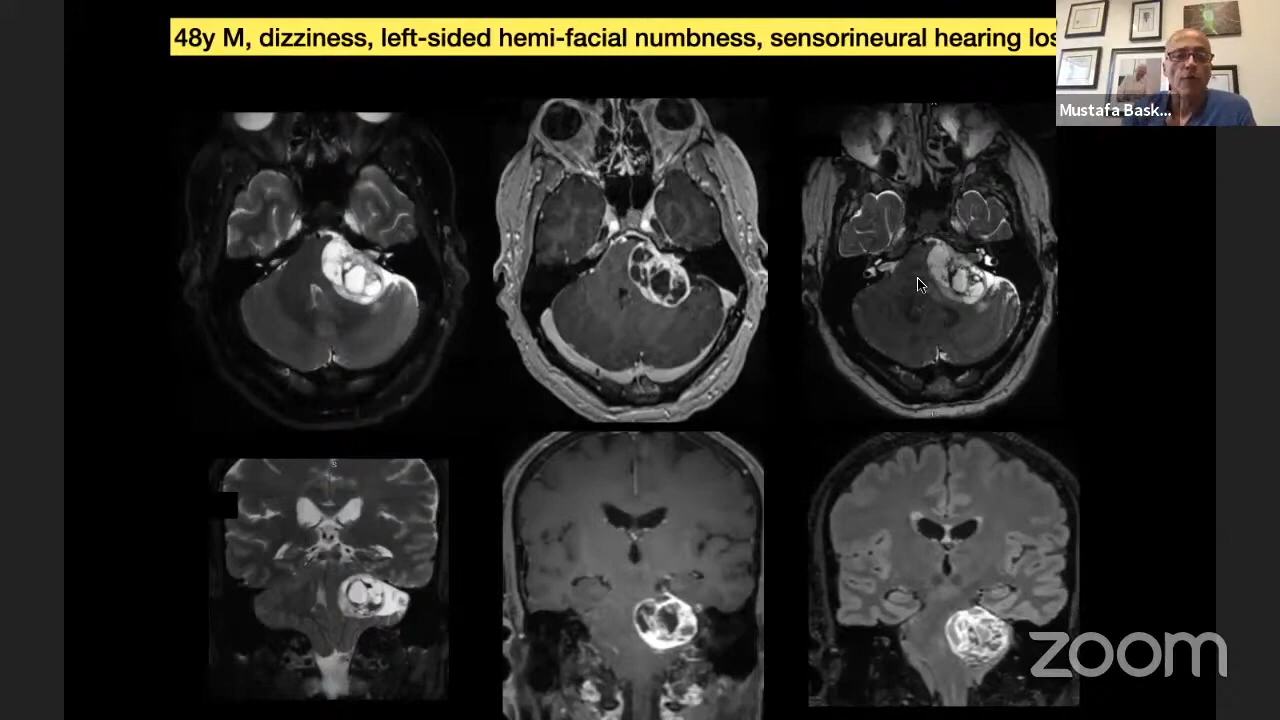 48y M, dizziness, left-sided hemi-facial numbness, sensorineural hearing los
Mustafa Bask...
zoom